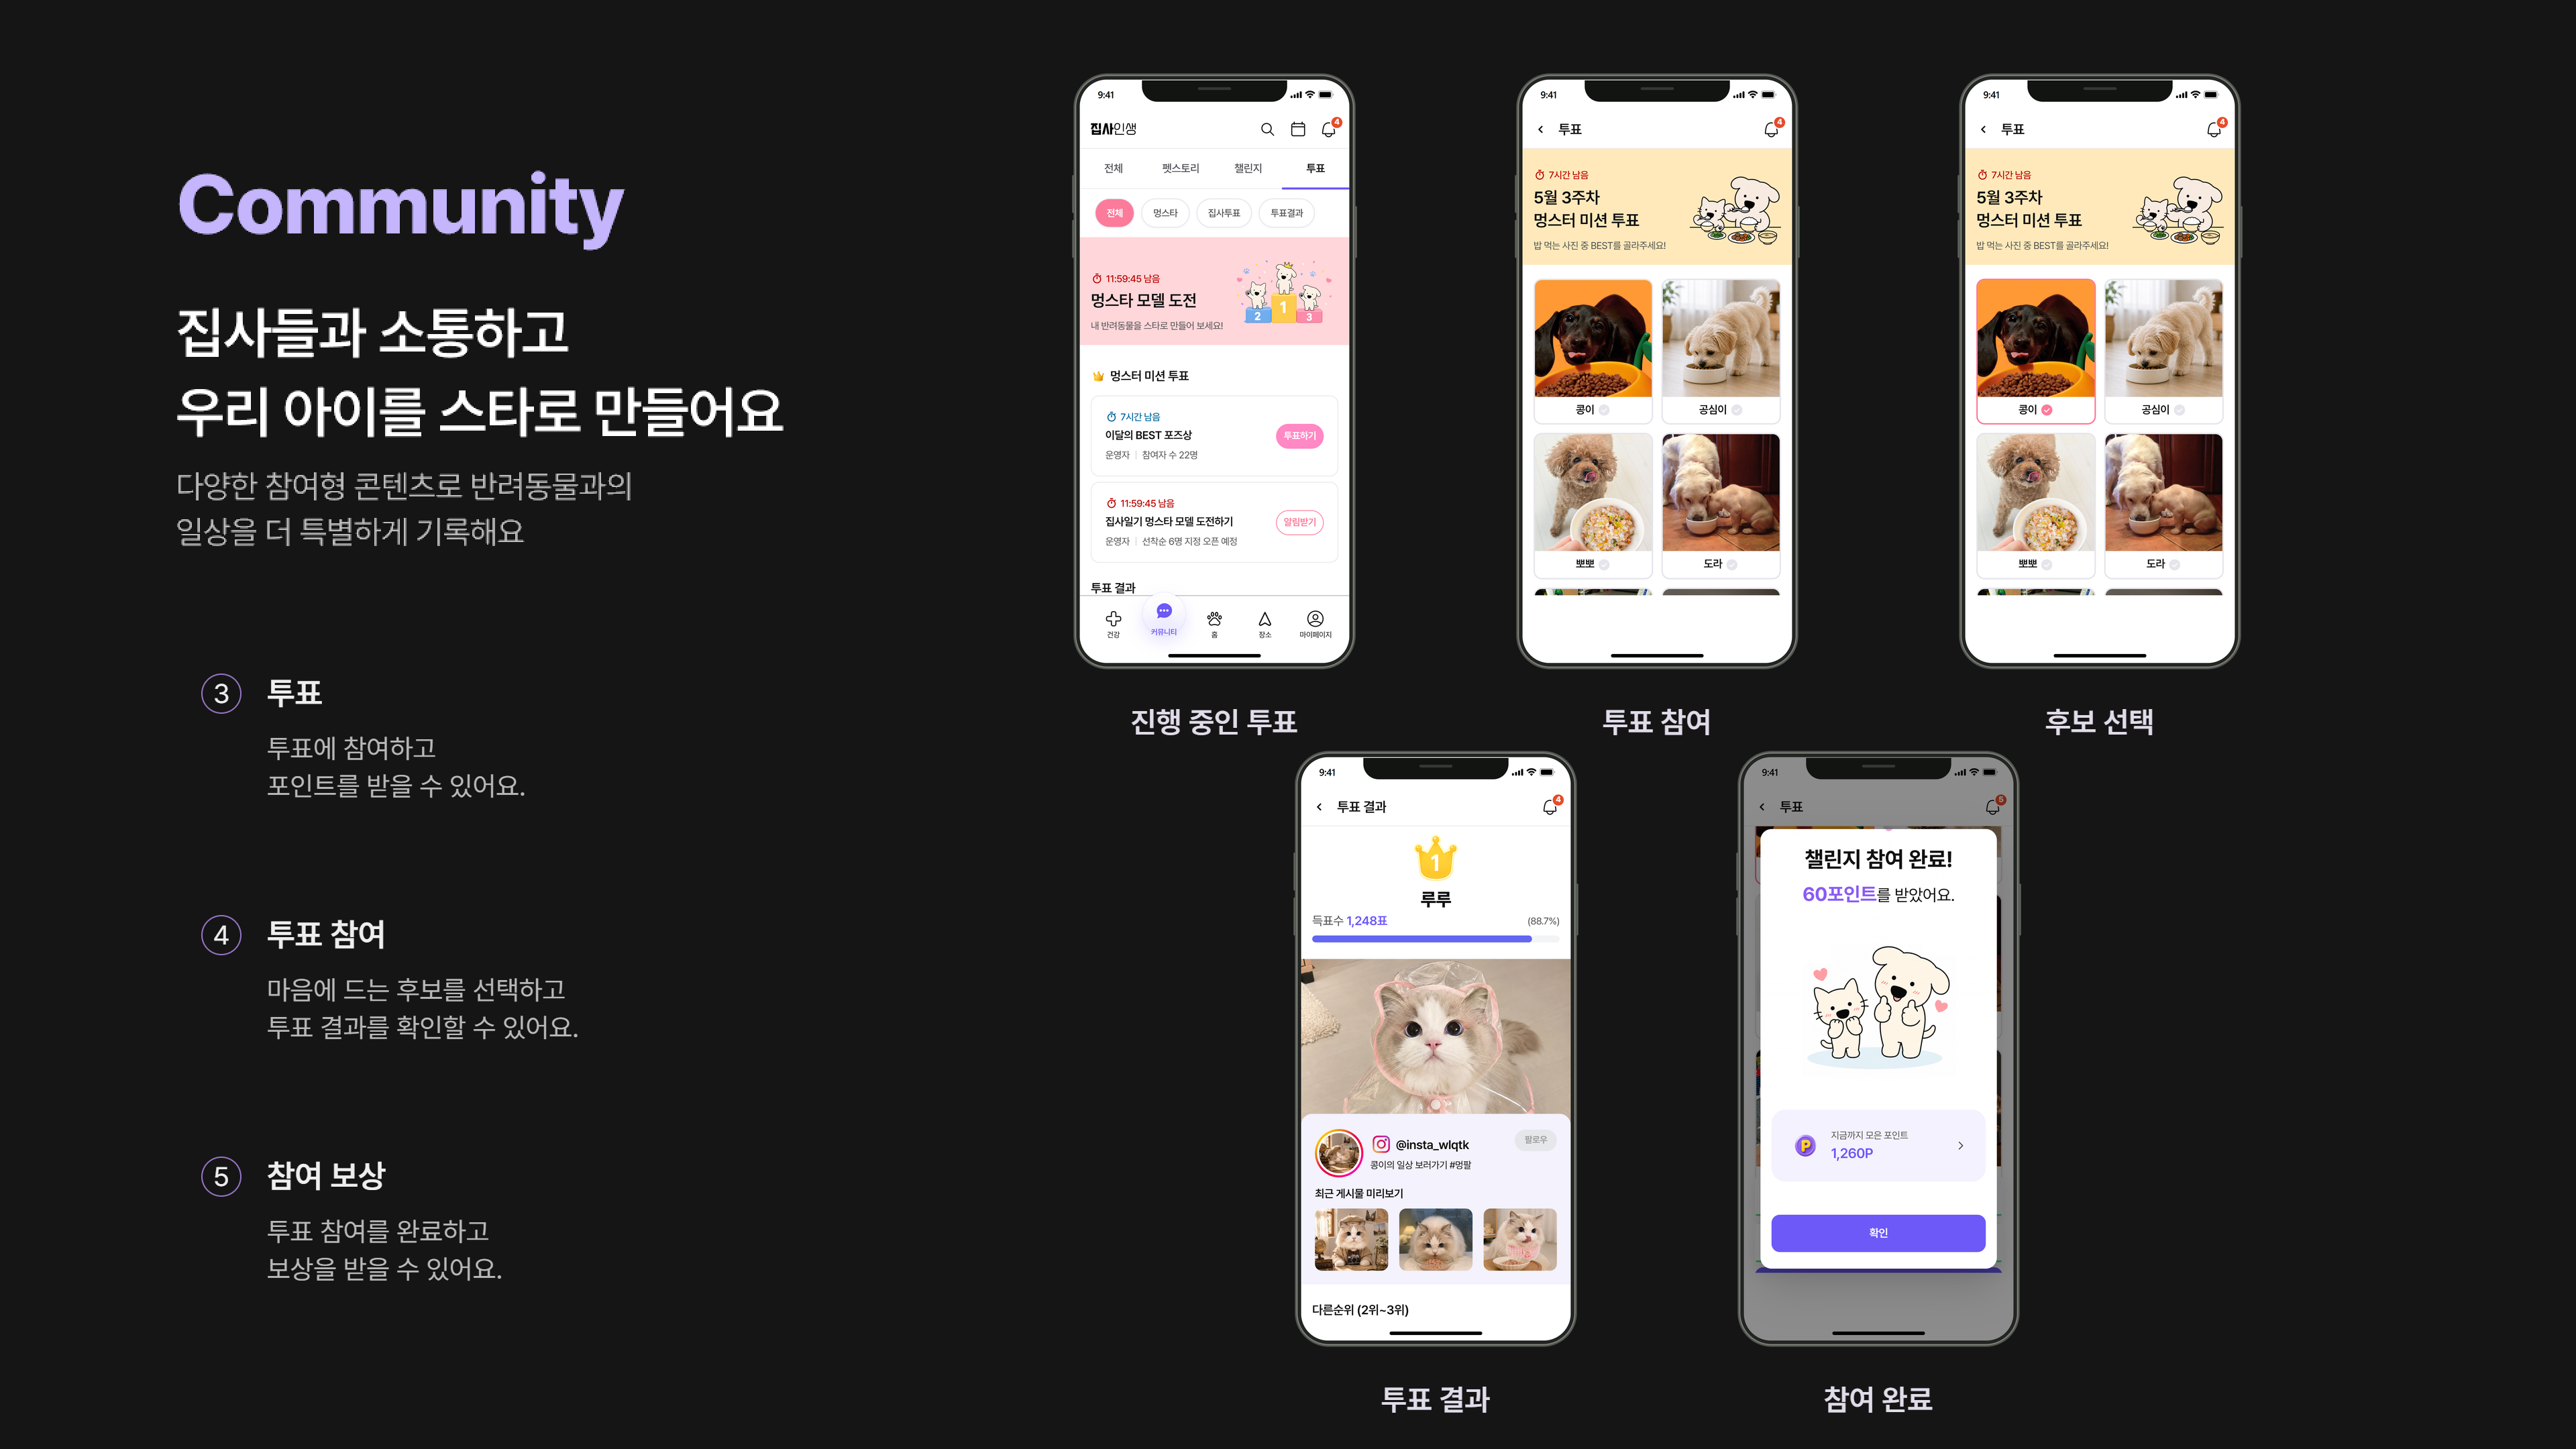 Community
집사들과 소통하고
우리 아이를 스타로 만들어요
다양한 참여형 콘텐츠로 반려동물과의
일상을 더 특별하게 기록해요
3 투표
투표에 참여하고
포인트를 받을 수 있어요.
4 투표 참여
마음에 드는 후보를 선택하고
투표 결과를 확인할 수 있어요.
5 참여 보상
투표 참여를 완료하고
보상을 받을 수 있어요.
9:41
집사인생 4
전체 펫스토리 챌린지 투표
전체 멍스타 집사투표 투표결과
11:59:45 남음
멍스타 모델 도전
내 반려동물을 스타로 만들어 보세요!
1 2 3
멍스터 미션 투표
7시간 남음
이달의 BEST 포즈상
운영자 | 참여자 수 22명
투표하기
11:59:45 남음
집사일기 멍스타 모델 도전하기
운영자 | 선착순 6명 지정 오픈 예정
알림받기
투표 결과
건강 커뮤니티 홈 장소 마이페이지
진행 중인 투표
9:41
투표 4
7시간 남음
5월 3주차
멍스터 미션 투표
밥 먹는 사진 중 BEST를 골라주세요!
콩이 공심이
뽀뽀 도라
투표 참여
9:41
투표 4
7시간 남음
5월 3주차
멍스터 미션 투표
밥 먹는 사진 중 BEST를 골라주세요!
콩이 공심이
뽀뽀 도라
후보 선택
9:41
투표 결과 4
1
루루
득표수 1,248표 (88.7%)
@insta_wlqtk 팔로우
콩이의 일상 보러가기 #멍팔
최근 게시물 미리보기
다른순위 (2위~3위)
투표 결과
9:41
투표 5
챌린지 참여 완료!
60포인트를 받았어요.
P
지금까지 모은 포인트
1,260P
확인
참여 완료